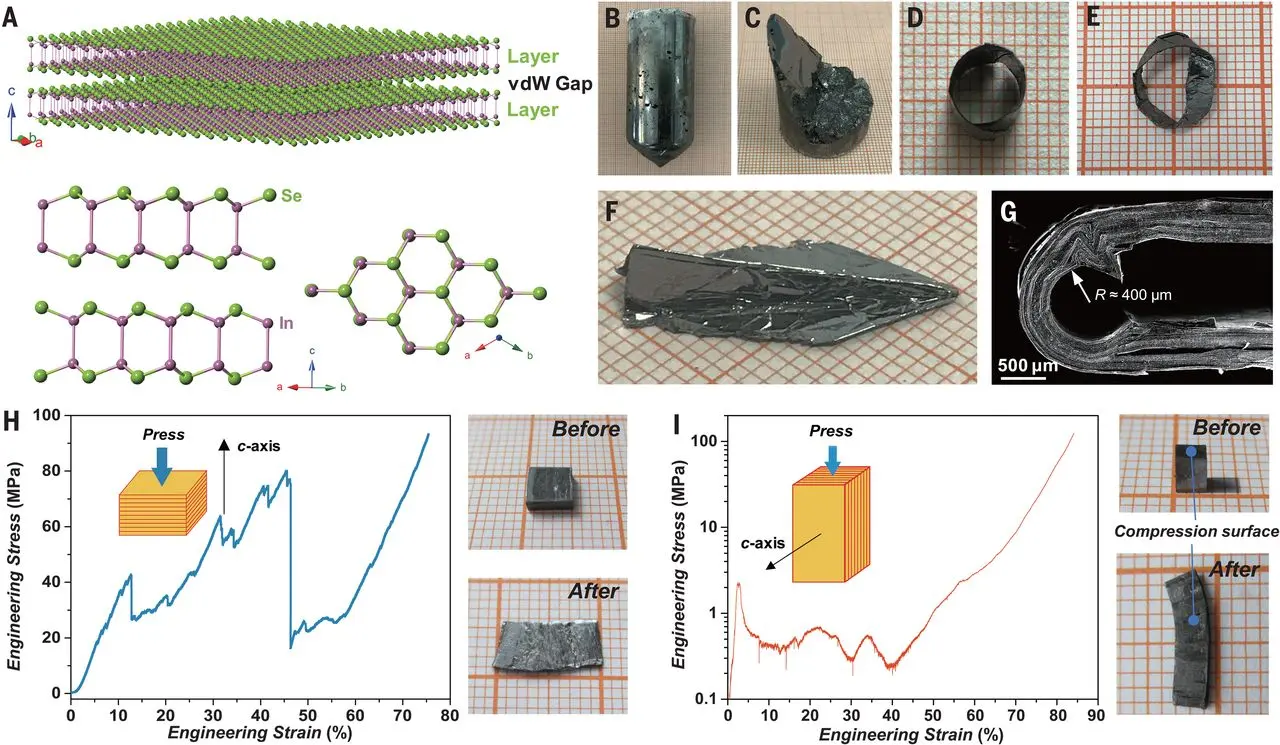 A
Layer
vdW Gap
Layer
c
b
a
Se
In
c
a
b
a
b
B
C
D
E
F
G
R ≈ 400 µm
500 µm
H
Engineering Stress (MPa)
100
80
60
40
20
0
0
10
20
30
40
50
60
70
80
Engineering Strain (%)
Press
c-axis
Before
After
I
Engineering Stress (MPa)
100
10
1
0.1
0
10
20
30
40
50
60
70
80
90
Engineering Strain (%)
Press
c-axis
Before
Compression surface
After